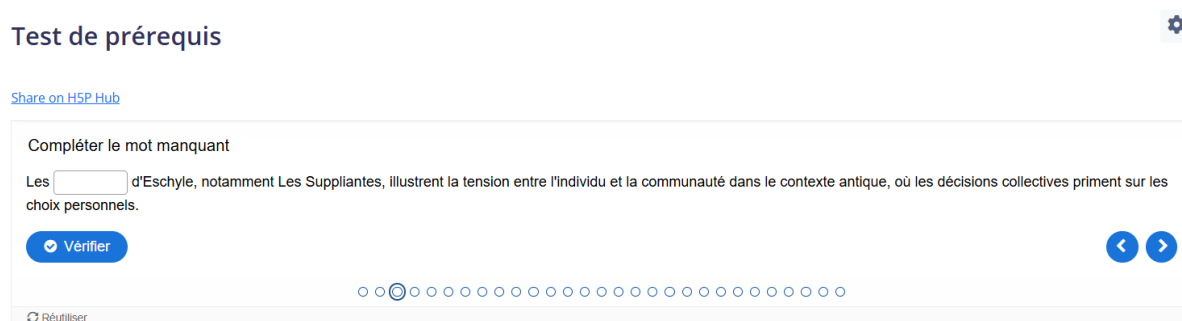 Test de prérequis
Share on H5P Hub
Compléter le mot manquant
Les d'Eschyle, notamment Les Suppliantes, illustrent la tension entre l'individu et la communauté dans le contexte antique, où les décisions collectives priment sur les
choix personnels.
Vérifier
Réutiliser